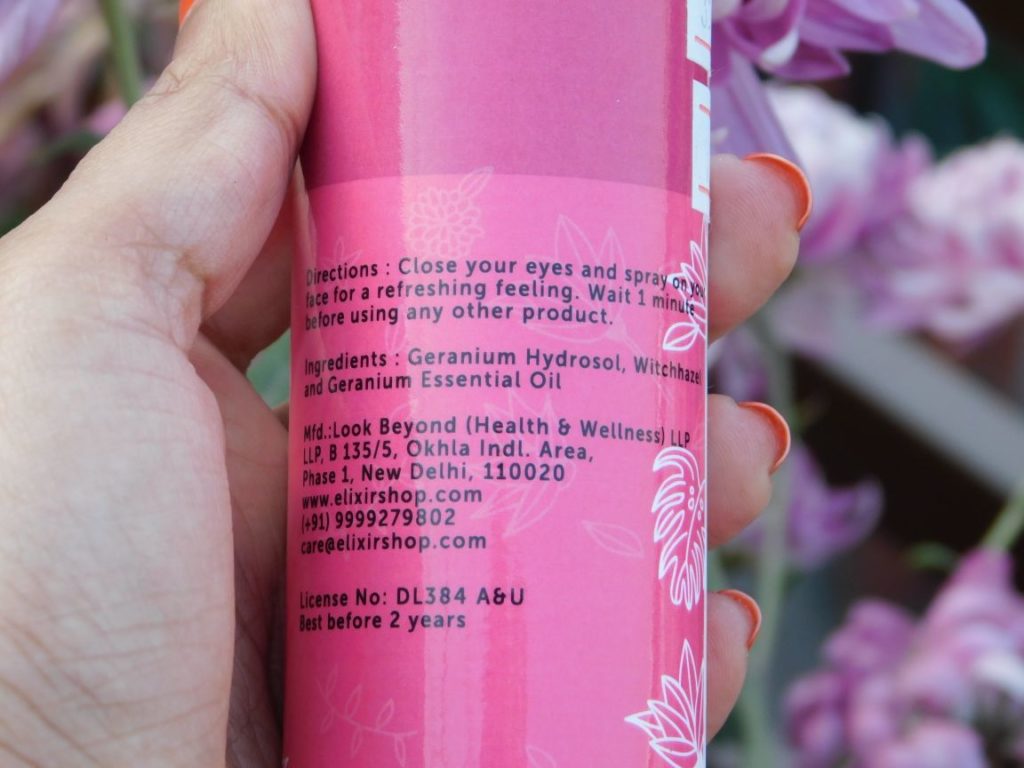 Directions : Close your eyes and spray on your
face for a refreshing feeling. Wait 1 minute
before using any other product.
Ingredients : Geranium Hydrosol, Witchhazel
and Geranium Essential Oil
Mfd.:Look Beyond (Health & Wellness) LLP
LLP, B 135/5, Okhla Indl. Area,
Phase 1, New Delhi, 110020
www.elixirshop.com
(+91) 9999279802
care@elixirshop.com
License No: DL384 A&U
Best before 2 years